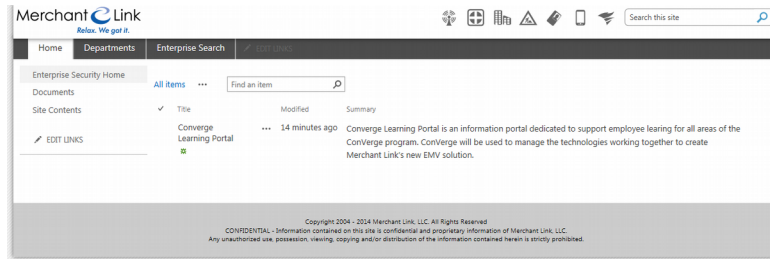 Merchant Link
Relax. We got it.
Search this site
Home Departments Enterprise Search EDIT LINKS
Enterprise Security Home
Documents
Site Contents
EDIT LINKS
All items ... Find an item
Title Modified Summary
Converge Learning Portal ... 14 minutes ago
Converge Learning Portal is an information portal dedicated to support employee learing for all areas of the
ConVerge program. ConVerge will be used to manage the technologies working together to create
Merchant Link's new EMV solution.
Copyright 2004 - 2014 Merchant Link, LLC. All Rights Reserved
CONFIDENTIAL - Information contained on this site is confidential and proprietary information of Merchant Link, LLC.
Any unauthorized use, possession, viewing, copying and/or distribution of the information contained herein is strictly prohibited.